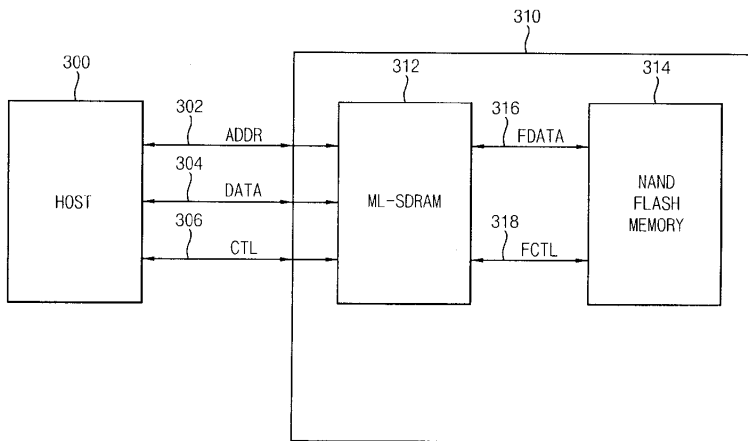 310
300
312
314
302
ADDR
316
FDATA
304
DATA
HOST
ML-SDRAM
NAND
FLASH
MEMORY
306
CTL
318
FCTL